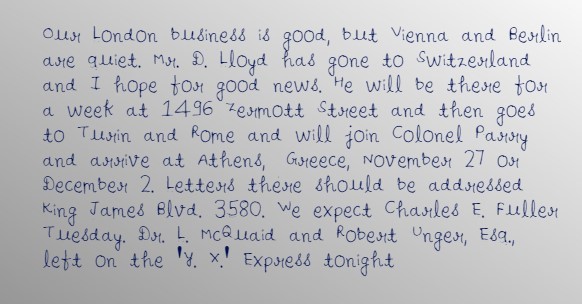 Our London business is good, but Vienna and Berlin
are quiet. Mr. D. Lloyd has gone to Switzerland
and I hope for good news. He will be there for
a week at 1496 Zermott Street and then goes
to Turin and Rome and will join Colonel Parry
and arrive at Athens, Greece, November 27 or
December 2. Letters there should be addressed
King James Blvd. 3580. We expect Charles E. Fuller
Tuesday. Dr. L. McQuaid and Robert Unger, Esq.,
left on the 'Y. X.' Express tonight